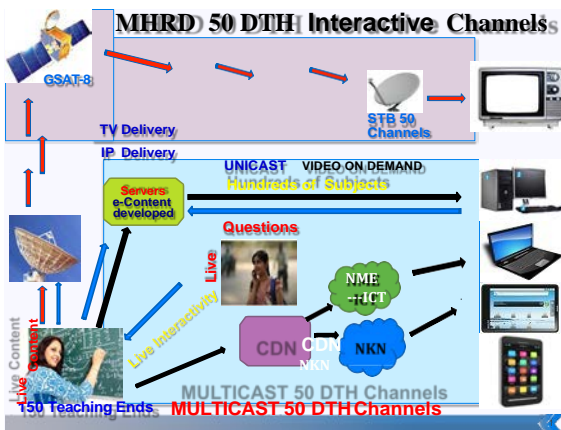 MHRD 50 DTH Interactive Channels
GSAT-8
STB 50
Channels
TV Delivery
IP Delivery
UNICAST VIDEO ON DEMAND
Hundreds of Subjects
Servers
e-Content
developed
Questions
Live
Live Interactivity
NME
--ICT
CDN
CDN
NKN
NKN
Live Content
Live Content
MULTICAST 50 DTH Channels
150 Teaching Ends
MULTICAST 50 DTH Channels